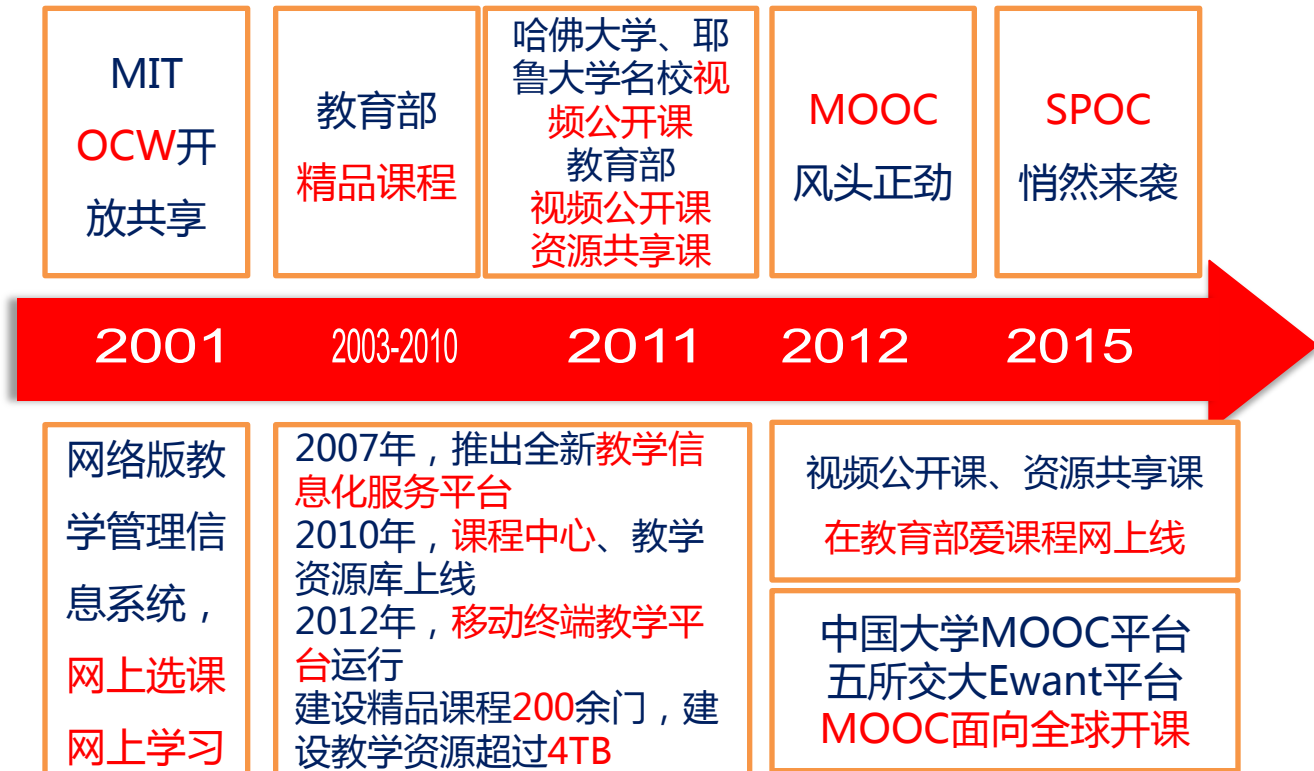 MIT
OCW开
放共享
教育部
精品课程
哈佛大学、耶
鲁大学名校视
频公开课
教育部
视频公开课
资源共享课
MOOC
风头正劲
SPOC
悄然来袭
2001
2003-2010
2011
2012
2015
网络版教
学管理信
息系统，
网上选课
网上学习
2007年，推出全新教学信
息化服务平台
2010年，课程中心、教学
资源库上线
2012年，移动终端教学平
台运行
建设精品课程200余门，建
设教学资源超过4TB
视频公开课、资源共享课
在教育部爱课程网上线
中国大学MOOC平台
五所交大Ewant平台
MOOC面向全球开课